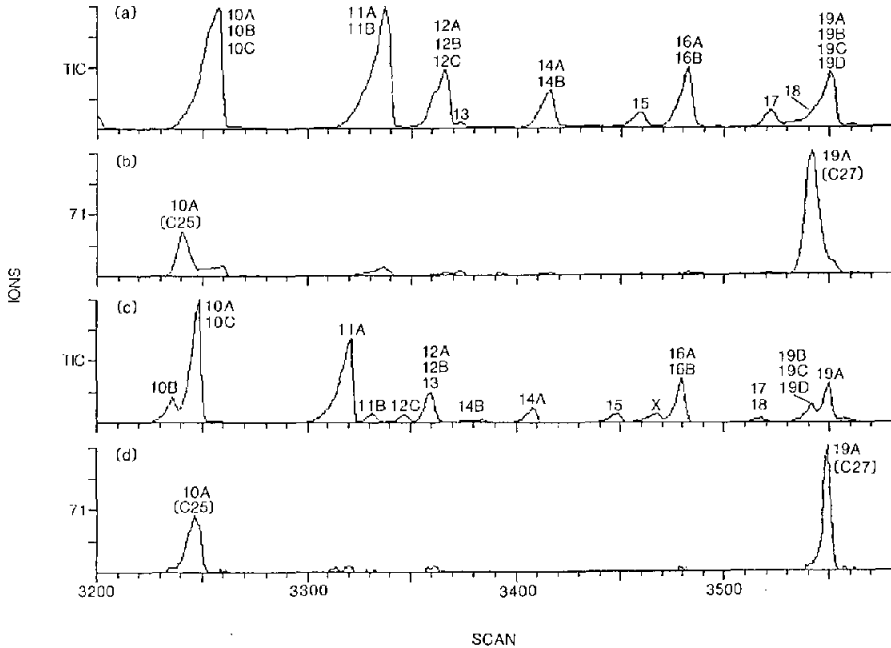 (a)
10A
10B
10C
11A
11B
12A
12B
12C
13
14A
14B
15
16A
16B
17
18
19A
19B
19C
19D
TIC
(b)
10A
(C25)
19A
(C27)
71
IONS
(c)
10B
10A
10C
11A
11B
12C
12A
12B
13
14B
14A
15
X
16A
16B
17
18
19B
19C
19D
19A
TIC
(d)
10A
(C25)
19A
(C27)
71
3200
3300
3400
3500
SCAN